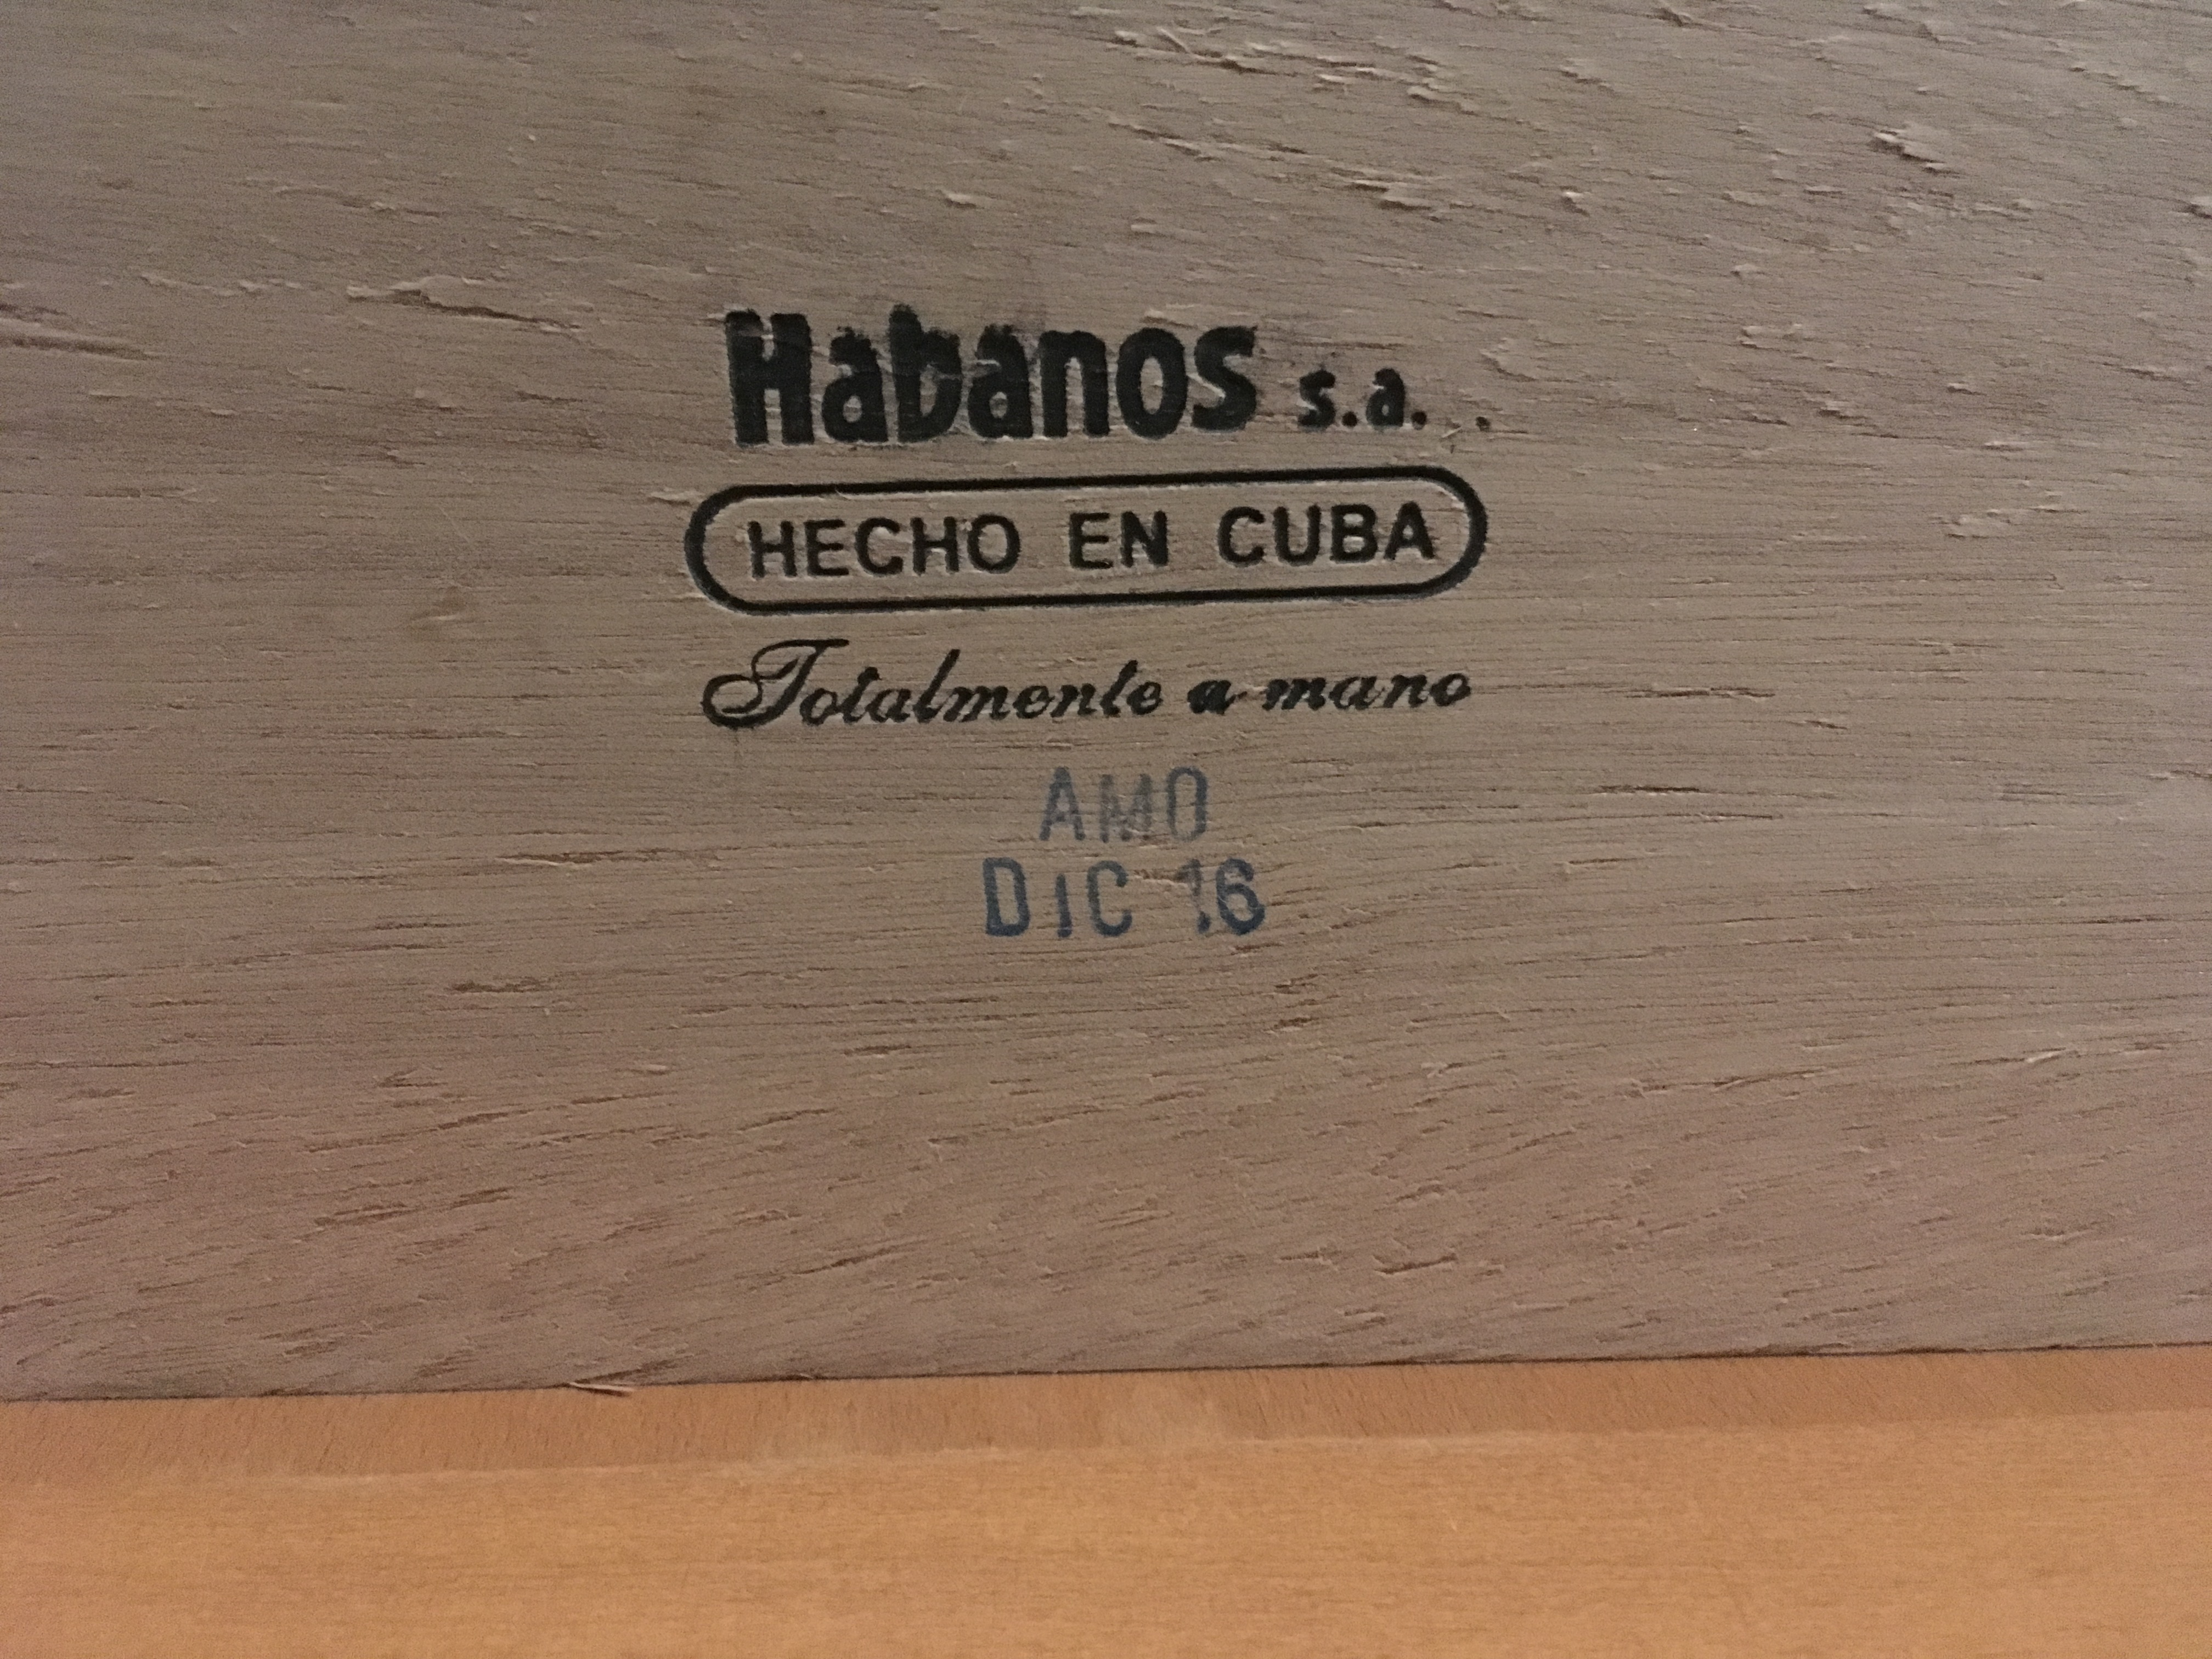 Habanos s.a.
HECHO EN CUBA
Totalmente a mano
AMO
DIC 16